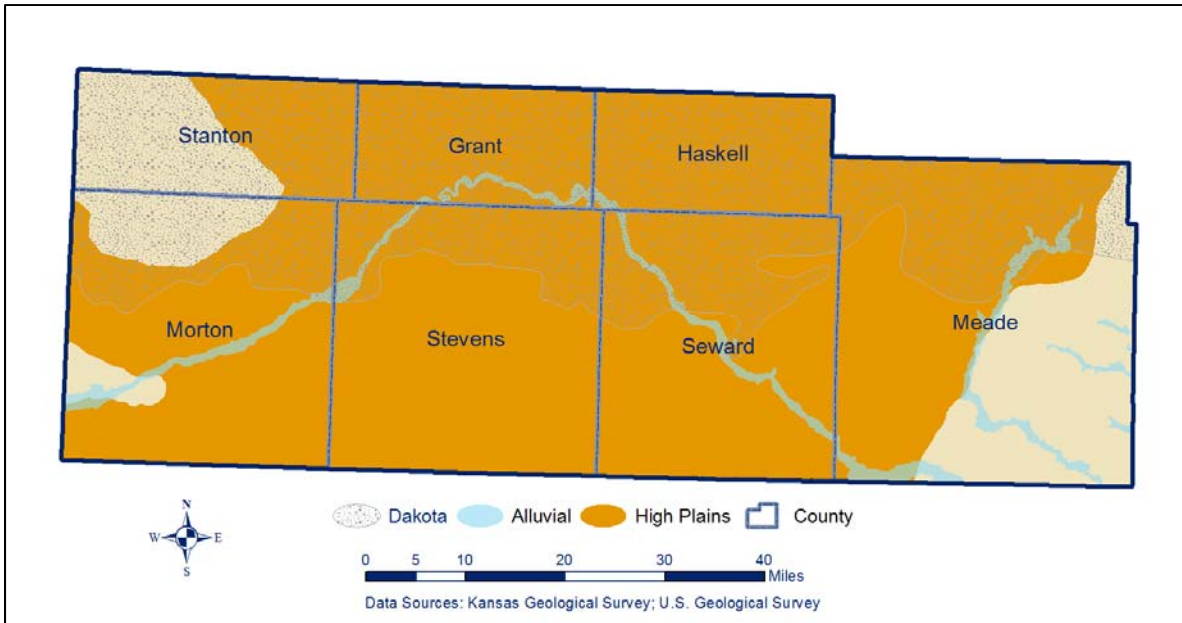 Stanton
Grant
Haskell
Morton
Stevens
Seward
Meade
N
W E
S
Dakota Alluvial High Plains County
0 5 10 20 30 40
Miles
Data Sources: Kansas Geological Survey; U.S. Geological Survey